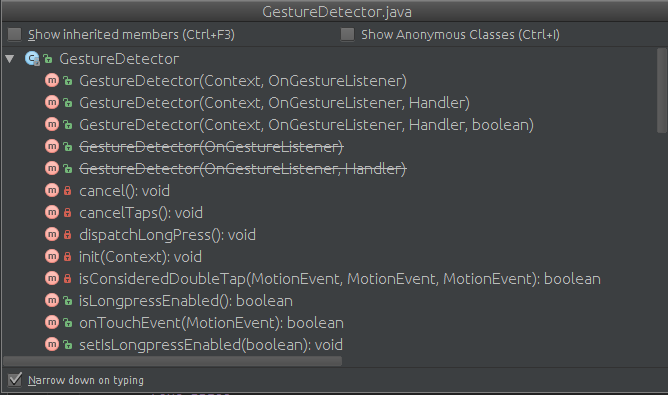 GestureDetector.java
Show inherited members (Ctrl+F3)
Show Anonymous Classes (Ctrl+I)
GestureDetector
GestureDetector(Context, OnGestureListener)
GestureDetector(Context, OnGestureListener, Handler)
GestureDetector(Context, OnGestureListener, Handler, boolean)
GestureDetector(OnGestureListener)
GestureDetector(OnGestureListener, Handler)
cancel(): void
cancelTaps(): void
dispatchLongPress(): void
init(Context): void
isConsideredDoubleTap(MotionEvent, MotionEvent, MotionEvent): boolean
isLongpressEnabled(): boolean
onTouchEvent(MotionEvent): boolean
setIsLongpressEnabled(boolean): void
Narrow down on typing